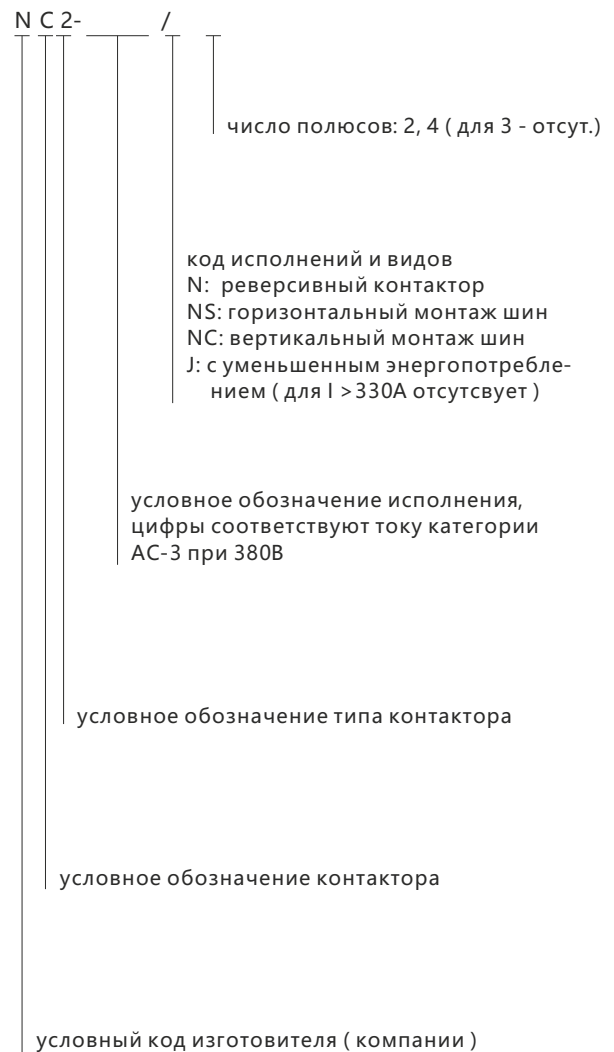 N C 2- /
число полюсов: 2, 4 ( для 3 - отсут.)
код исполнений и видов
N: реверсивный контактор
NS: горизонтальный монтаж шин
NC: вертикальный монтаж шин
J: с уменьшенным энергопотребле-
нием ( для I >330A отсутсвует )
условное обозначение исполнения,
цифры соответствуют току категории
AC-3 при 380В
условное обозначение типа контактора
условное обозначение контактора
условный код изготовителя ( компании )